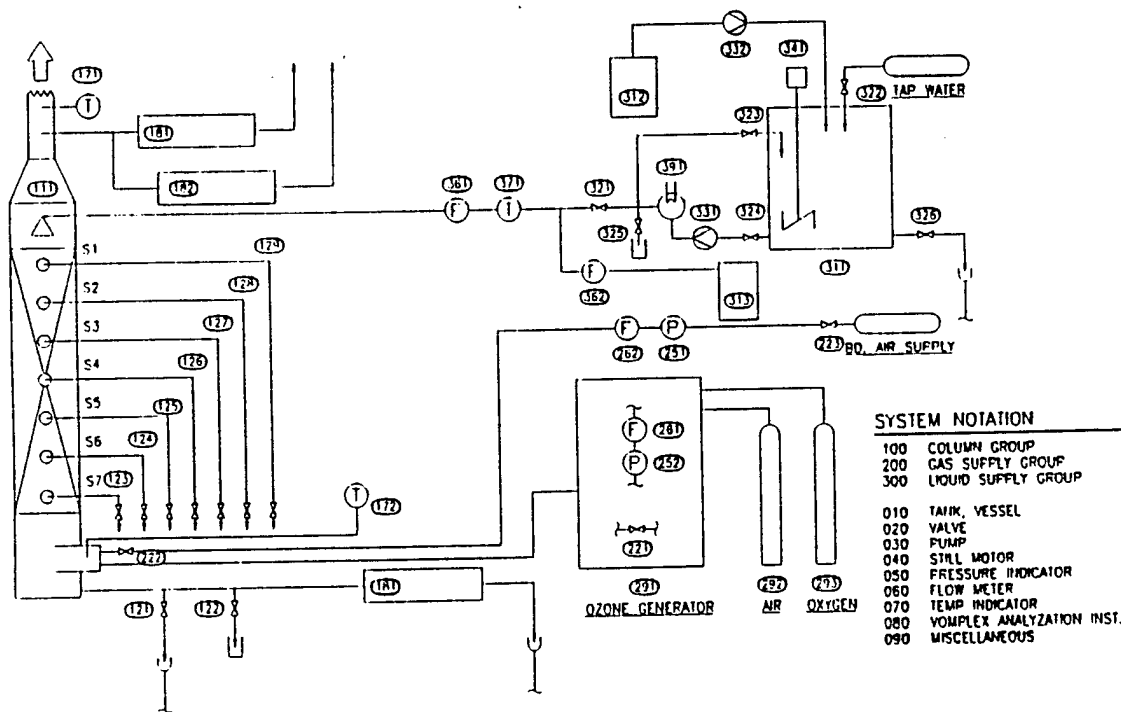 171
T
181
182
111
S1
S2
S3
S4
S5
S6
S7
129
128
127
126
125
124
123
T
172
222
121
122
181
361
F
371
T
321
391
331
323
324
325
F
362
313
312
332
341
322
TAP WATER
311
326
F
262
P
251
223
BD. AIR SUPPLY
F
261
P
252
221
291
OZONE GENERATOR
292
AIR
293
OXYGEN
SYSTEM NOTATION
100 COLUMN GROUP
200 GAS SUPPLY GROUP
300 LIQUID SUPPLY GROUP
010 TANK, VESSEL
020 VALVE
030 PUMP
040 STILL MOTOR
050 PRESSURE INDICATOR
060 FLOW METER
070 TEMP INDICATOR
080 VOMPLEX ANALYZATION INST.
090 MISCELLANEOUS